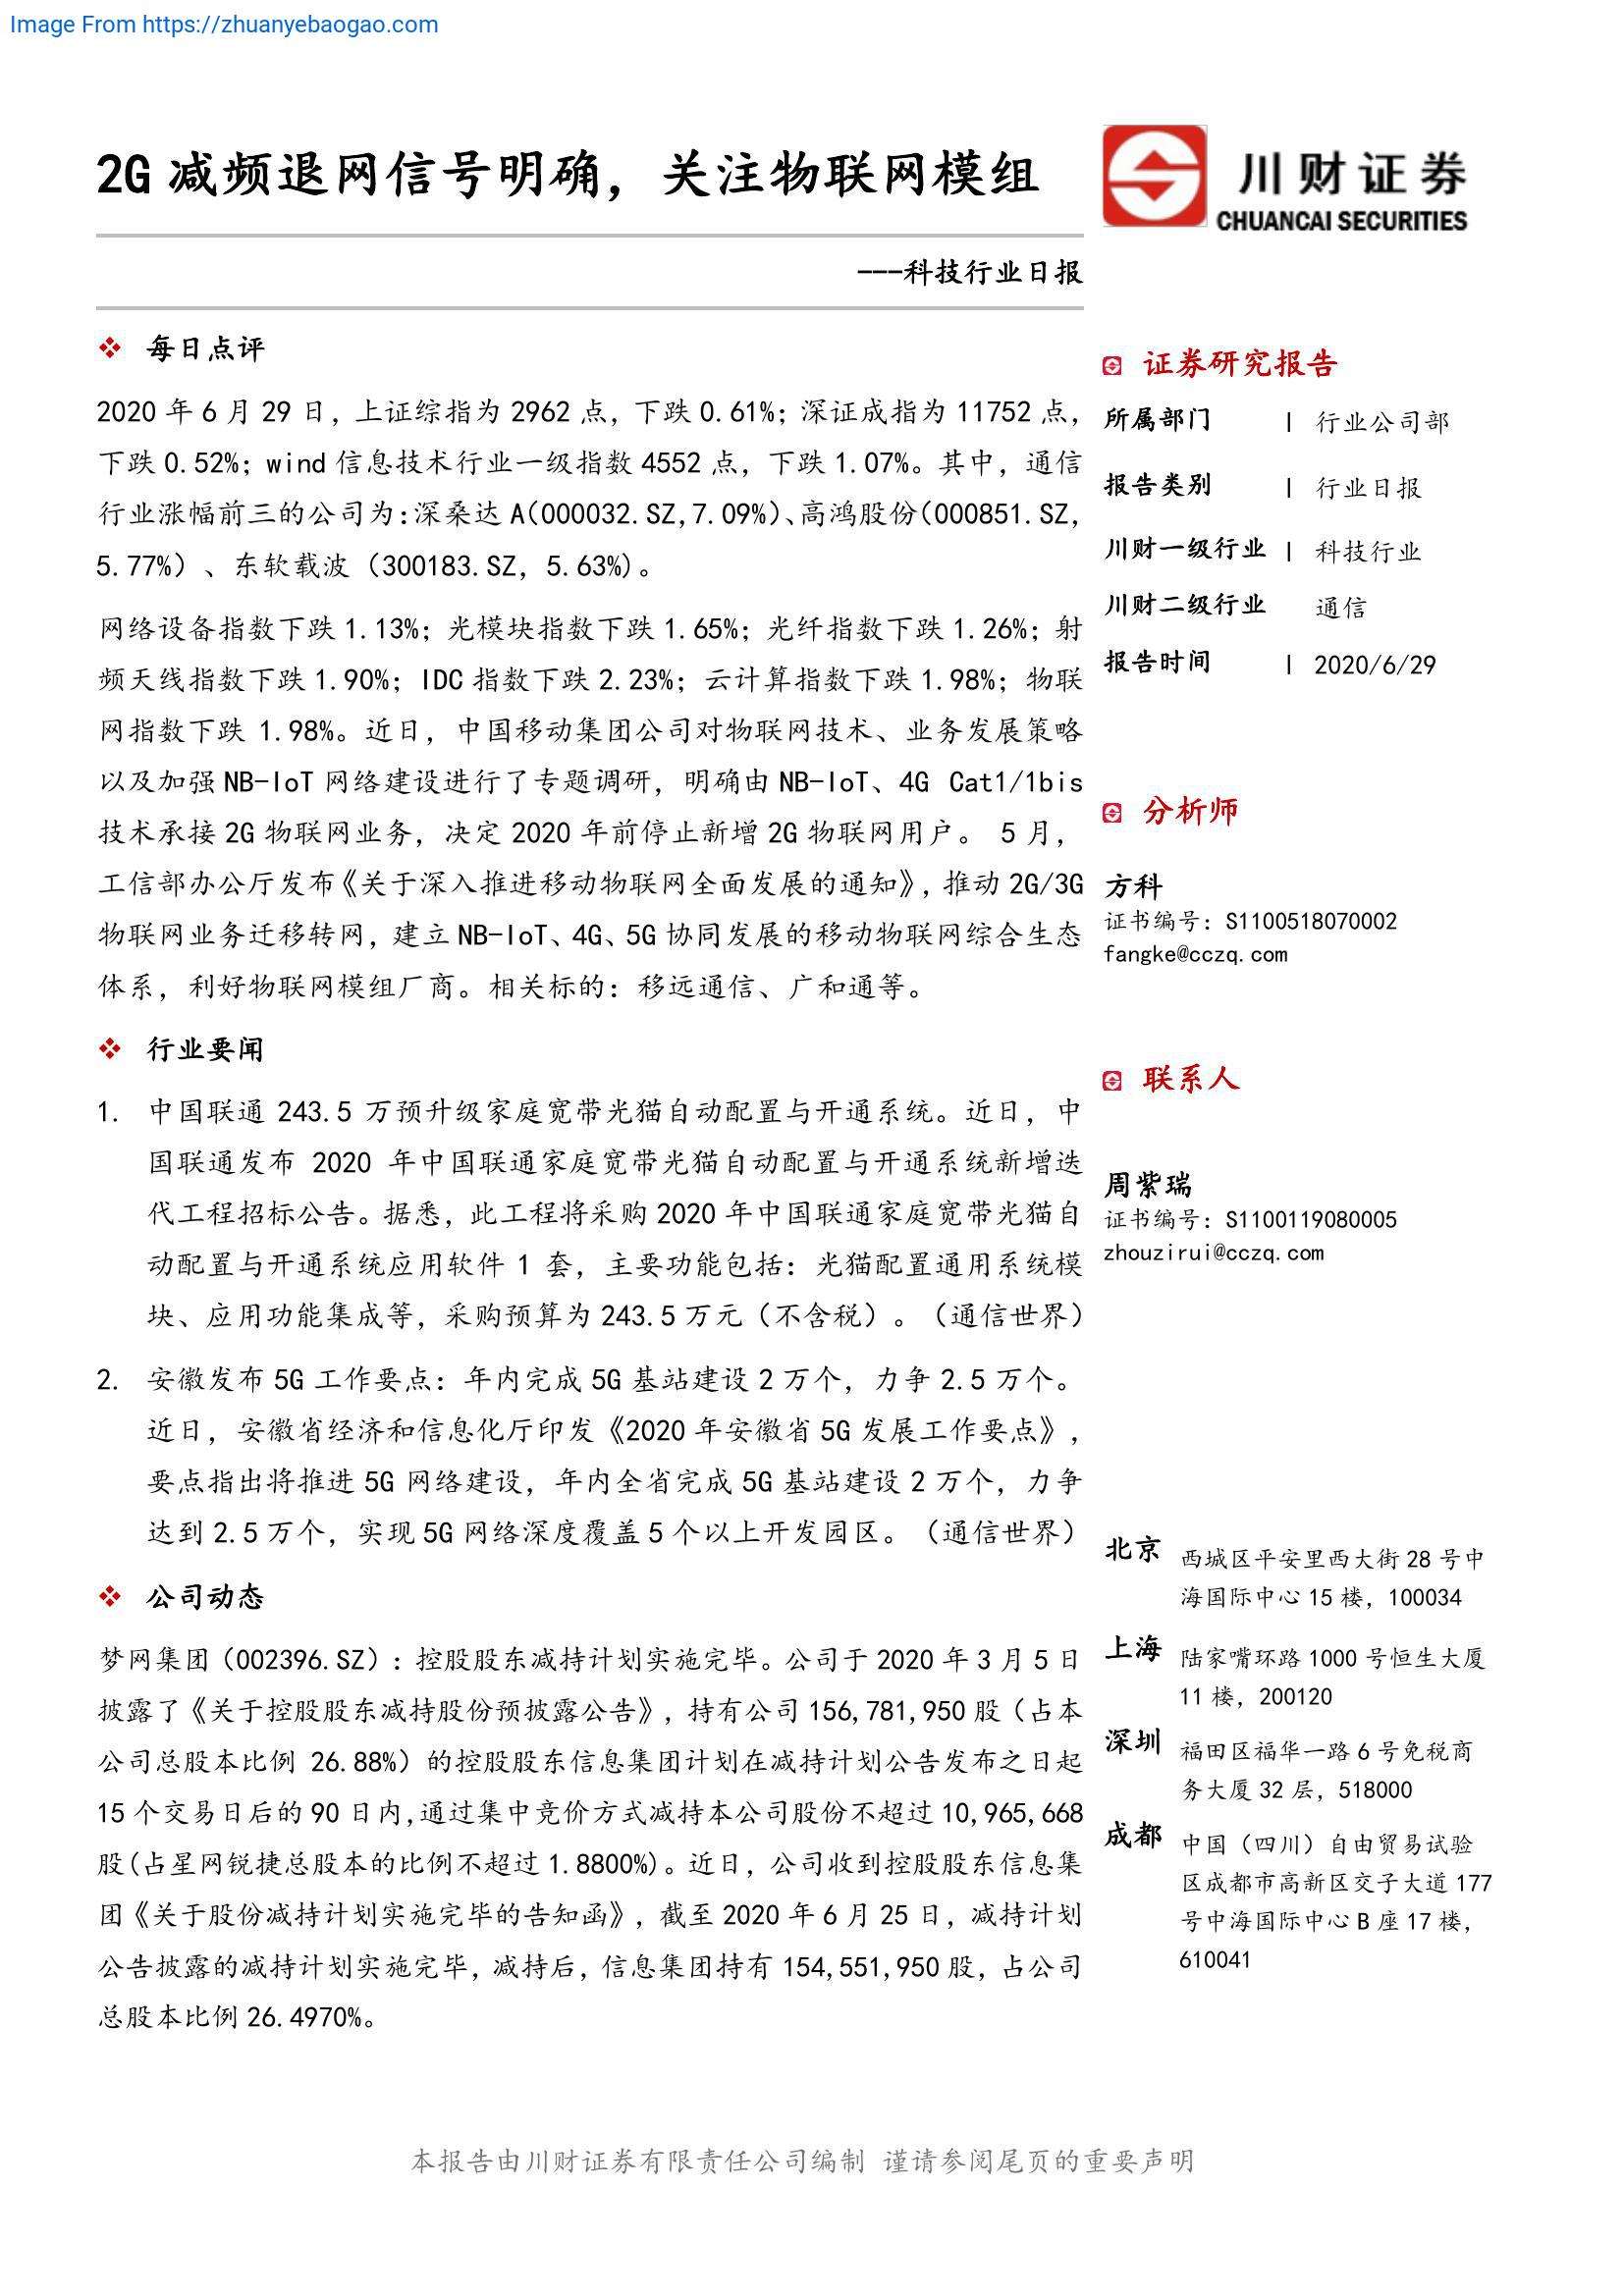 Image From https://zhuanyebaogao.com
2G 减频退网信号明确，关注物联网模组
川财证券
CHUANCAI SECURITIES
---科技行业日报
每日点评
2020 年 6 月 29 日，上证综指为 2962 点，下跌 0.61%；深证成指为 11752 点，
下跌 0.52%；wind 信息技术行业一级指数 4552 点，下跌 1.07%。其中，通信
行业涨幅前三的公司为：深桑达 A（000032.SZ,7.09%）、高鸿股份（000851.SZ，
5.77%）、东软载波（300183.SZ，5.63%)。
网络设备指数下跌 1.13%；光模块指数下跌 1.65%；光纤指数下跌 1.26%；射
频天线指数下跌 1.90%；IDC 指数下跌 2.23%；云计算指数下跌 1.98%；物联
网指数下跌 1.98%。近日，中国移动集团公司对物联网技术、业务发展策略
以及加强 NB-IoT 网络建设进行了专题调研，明确由 NB-IoT、4G Cat1/1bis
技术承接 2G 物联网业务，决定 2020 年前停止新增 2G 物联网用户。 5 月，
工信部办公厅发布《关于深入推进移动物联网全面发展的通知》，推动 2G/3G
物联网业务迁移转网，建立 NB-IoT、4G、5G 协同发展的移动物联网综合生态
体系，利好物联网模组厂商。相关标的：移远通信、广和通等。
行业要闻
1. 中国联通 243.5 万预升级家庭宽带光猫自动配置与开通系统。近日，中
国联通发布 2020 年中国联通家庭宽带光猫自动配置与开通系统新增迭
代工程招标公告。据悉，此工程将采购 2020 年中国联通家庭宽带光猫自
动配置与开通系统应用软件 1 套，主要功能包括：光猫配置通用系统模
块、应用功能集成等，采购预算为 243.5 万元（不含税）。（通信世界）
2. 安徽发布 5G 工作要点：年内完成 5G 基站建设 2 万个，力争 2.5 万个。
近日，安徽省经济和信息化厅印发《2020 年安徽省 5G 发展工作要点》，
要点指出将推进 5G 网络建设，年内全省完成 5G 基站建设 2 万个，力争
达到 2.5 万个，实现 5G 网络深度覆盖 5 个以上开发园区。（通信世界）
公司动态
梦网集团（002396.SZ）：控股股东减持计划实施完毕。公司于 2020 年 3 月 5 日
披露了《关于控股股东减持股份预披露公告》，持有公司 156,781,950 股（占本
公司总股本比例 26.88%）的控股股东信息集团计划在减持计划公告发布之日起
15 个交易日后的 90 日内,通过集中竞价方式减持本公司股份不超过 10,965,668
股(占星网锐捷总股本的比例不超过 1.8800%)。近日，公司收到控股股东信息集
团《关于股份减持计划实施完毕的告知函》，截至 2020 年 6 月 25 日，减持计划
公告披露的减持计划实施完毕，减持后，信息集团持有 154,551,950 股，占公司
总股本比例 26.4970%。
证券研究报告
所属部门 | 行业公司部
报告类别 | 行业日报
川财一级行业 | 科技行业
川财二级行业 通信
报告时间 | 2020/6/29
分析师
方科
证书编号：S1100518070002
fangke@cczq.com
联系人
周紫瑞
证书编号：S1100119080005
zhouzirui@cczq.com
北京 西城区平安里西大街 28 号中
海国际中心 15 楼，100034
上海 陆家嘴环路 1000 号恒生大厦
11 楼，200120
深圳 福田区福华一路 6 号免税商
务大厦 32 层，518000
成都 中国（四川）自由贸易试验
区成都市高新区交子大道 177
号中海国际中心 B 座 17 楼，
610041
本报告由川财证券有限责任公司编制 谨请参阅尾页的重要声明